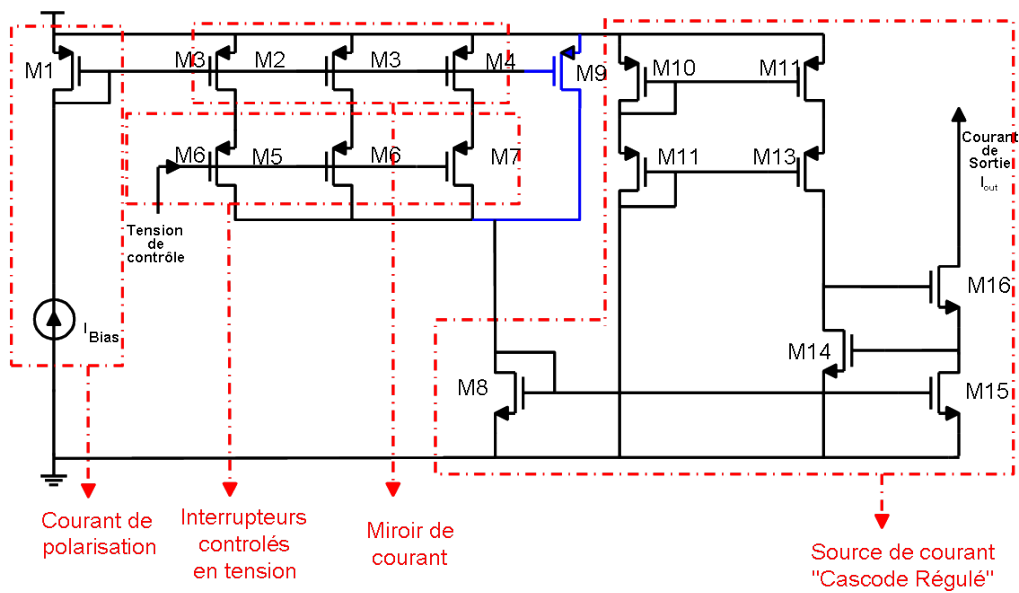 M1
M3
M2
M3
M4
M9
M10
M11
M6
M5
M6
M7
M11
M13
Courant
de
Sortie
Iout
Tension
de
contrôle
IBias
M16
M14
M8
M15
Courant de
polarisation
Interrupteurs
controlés
en tension
Miroir de
courant
Source de courant
"Cascode Régulé"